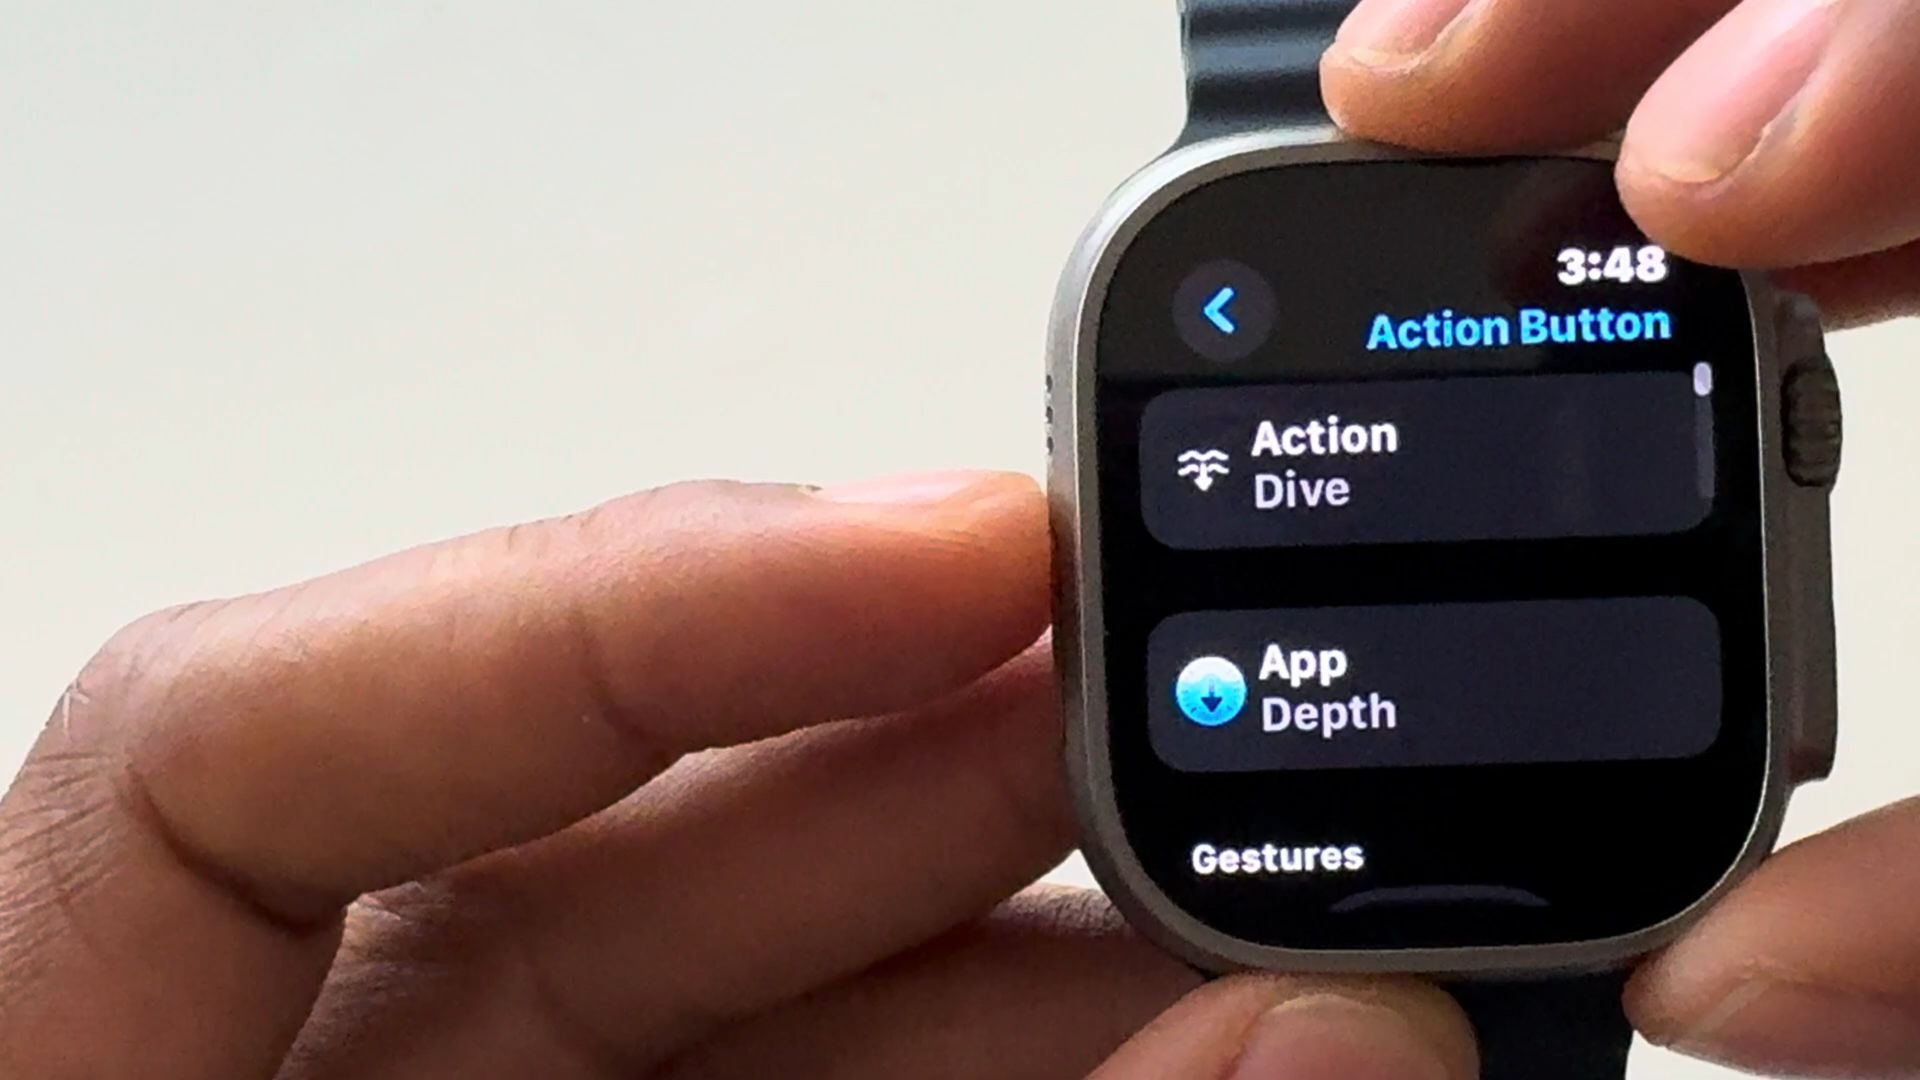 3:48
Action Button
Action
Dive
App
Depth
Gestures